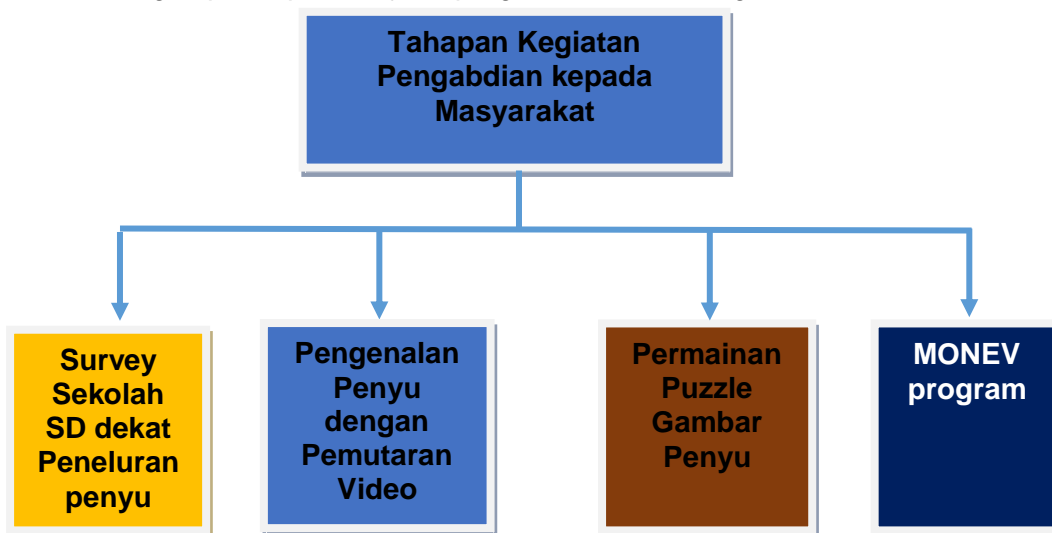 Tahapan Kegiatan
Pengabdian kepada
Masyarakat
Survey
Sekolah
SD dekat
Peneluran
penyu
Pengenalan
Penyu
dengan
Pemutaran
Video
Permainan
Puzzle
Gambar
Penyu
MONEV
program